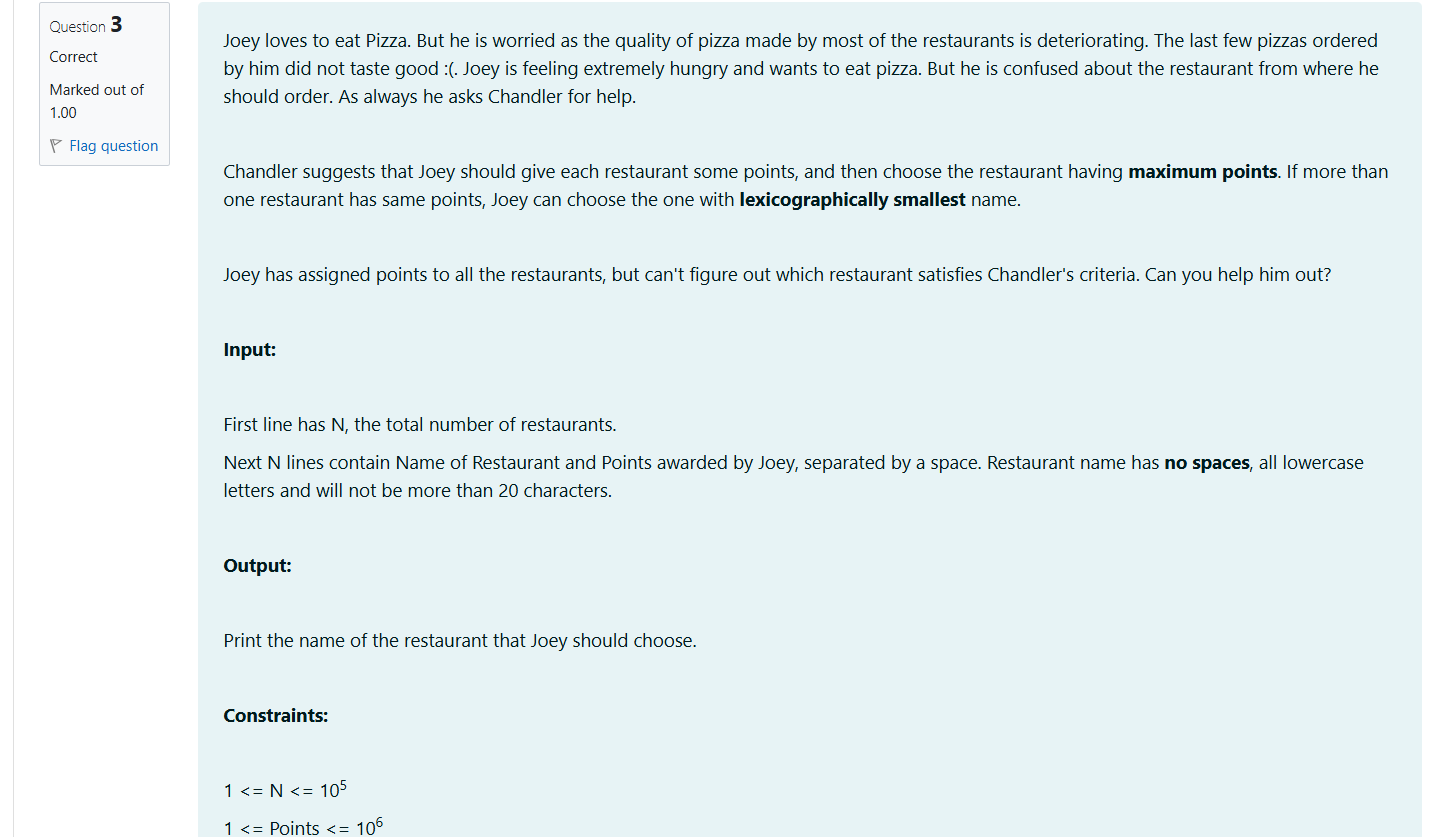 Question 3
Correct
Marked out of
1.00
Flag question
Joey loves to eat Pizza. But he is worried as the quality of pizza made by most of the restaurants is deteriorating. The last few pizzas ordered
by him did not taste good :(. Joey is feeling extremely hungry and wants to eat pizza. But he is confused about the restaurant from where he
should order. As always he asks Chandler for help.
Chandler suggests that Joey should give each restaurant some points, and then choose the restaurant having maximum points. If more than
one restaurant has same points, Joey can choose the one with lexicographically smallest name.
Joey has assigned points to all the restaurants, but can't figure out which restaurant satisfies Chandler's criteria. Can you help him out?
Input:
First line has N, the total number of restaurants.
Next N lines contain Name of Restaurant and Points awarded by Joey, separated by a space. Restaurant name has no spaces, all lowercase
letters and will not be more than 20 characters.
Output:
Print the name of the restaurant that Joey should choose.
Constraints:
1 <= N <= 10⁵
1 <= Points <= 10⁶